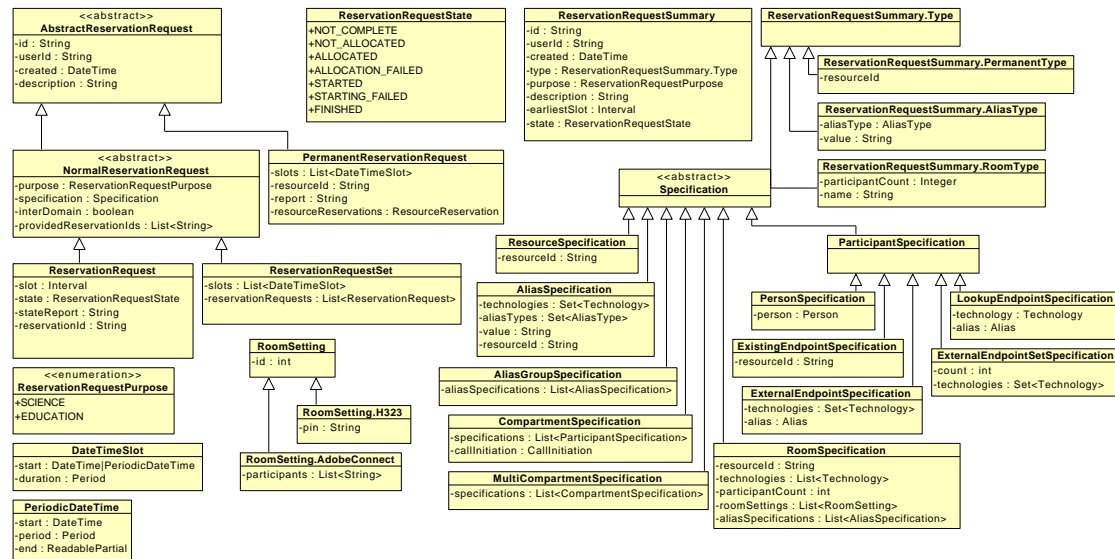 <<abstract>>
AbstractReservationRequest
-id : String
-userId : String
-created : DateTime
-description : String
ReservationRequestState
+NOT_COMPLETE
+NOT_ALLOCATED
+ALLOCATED
+ALLOCATION_FAILED
+STARTED
+STARTING_FAILED
+FINISHED
ReservationRequestSummary
-id : String
-userId : String
-created : DateTime
-type : ReservationRequestSummary.Type
-purpose : ReservationRequestPurpose
-description : String
-earliestSlot : Interval
-state : ReservationRequestState
ReservationRequestSummary.Type
ReservationRequestSummary.PermanentType
-resourceId
ReservationRequestSummary.AliasType
-aliasType : AliasType
-value : String
ReservationRequestSummary.RoomType
-participantCount : Integer
-name : String
<<abstract>>
NormalReservationRequest
-purpose : ReservationRequestPurpose
-specification : Specification
-interDomain : boolean
-providedReservationIds : List<String>
PermanentReservationRequest
-slots : List<DateTimeSlot>
-resourceId : String
-report : String
-resourceReservations : ResourceReservation
<<abstract>>
Specification
ResourceSpecification
-resourceId : String
ParticipantSpecification
ReservationRequest
-slot : Interval
-state : ReservationRequestState
-stateReport : String
-reservationId : String
ReservationRequestSet
-slots : List<DateTimeSlot>
-reservationRequests : List<ReservationRequest>
AliasSpecification
-technologies : Set<Technology>
-aliasTypes : Set<AliasType>
-value : String
-resourceId : String
PersonSpecification
-person : Person
LookupEndpointSpecification
-technology : Technology
-alias : Alias
RoomSetting
-id : int
ExistingEndpointSpecification
-resourceId : String
ExternalEndpointSetSpecification
-count : int
-technologies : Set<Technology>
<<enumeration>>
ReservationRequestPurpose
+SCIENCE
+EDUCATION
AliasGroupSpecification
-aliasSpecifications : List<AliasSpecification>
ExternalEndpointSpecification
-technologies : Set<Technology>
-alias : Alias
RoomSetting.H323
-pin : String
CompartmentSpecification
-specifications : List<ParticipantSpecification>
-callInitiation : CallInitiation
DateTimeSlot
-start : DateTime|PeriodicDateTime
-duration : Period
RoomSetting.AdobeConnect
-participants : List<String>
RoomSpecification
-resourceId : String
-technologies : List<Technology>
-participantCount : int
-roomSettings : List<RoomSetting>
-aliasSpecifications : List<AliasSpecification>
MultiCompartmentSpecification
-specifications : List<CompartmentSpecification>
PeriodicDateTime
-start : DateTime
-period : Period
-end : ReadablePartial